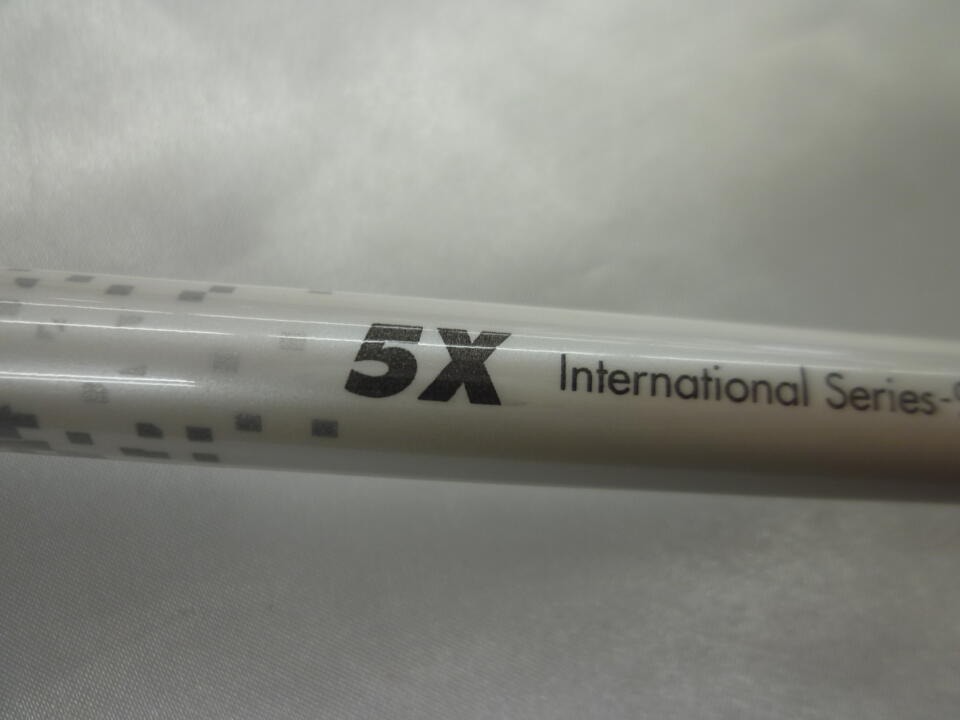 5X International Series-